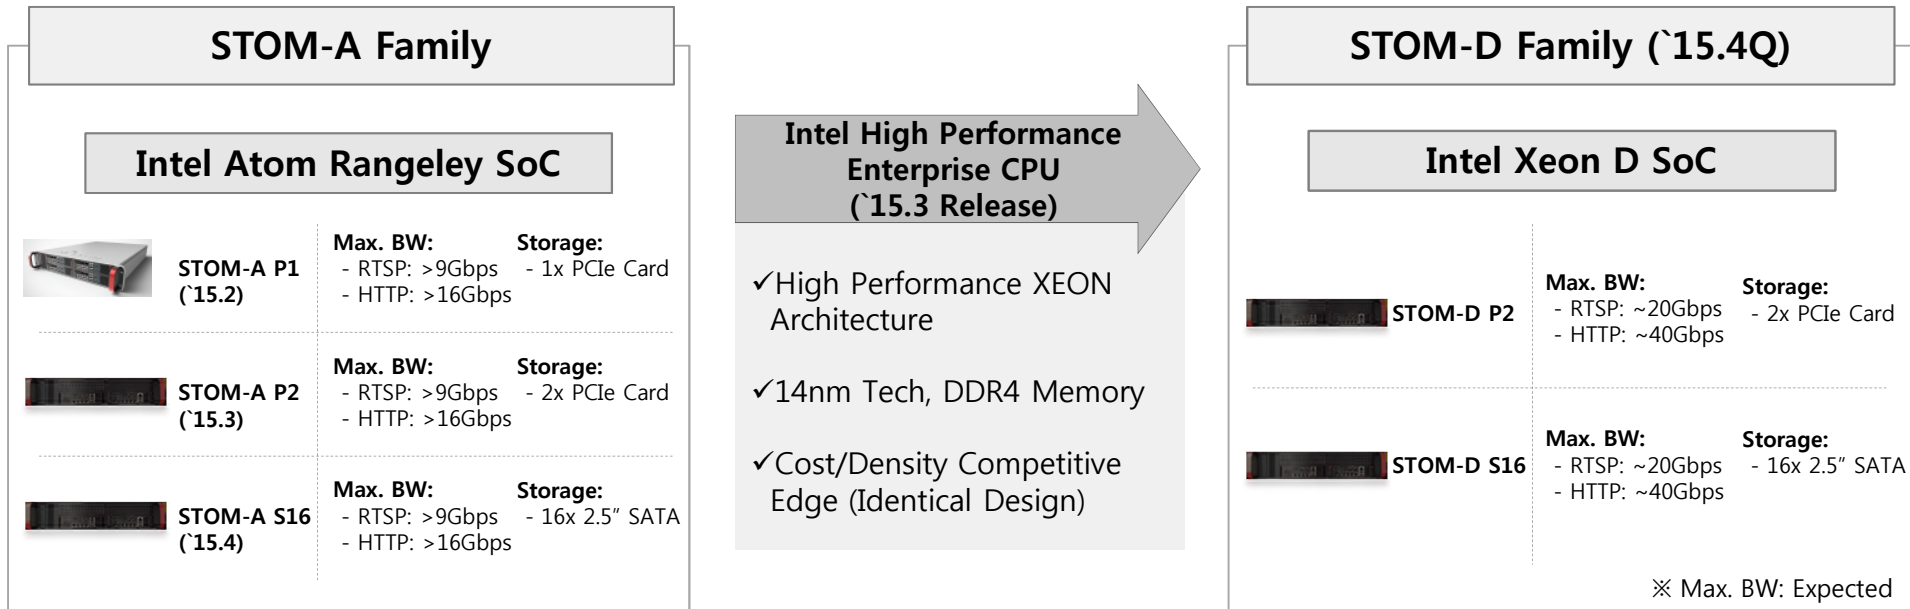 STOM-A Family
Intel Atom Rangeley SoC
STOM-A P1
(`15.2)
Max. BW:
- RTSP: >9Gbps
- HTTP: >16Gbps
Storage:
- 1x PCIe Card
STOM-A P2
(`15.3)
Max. BW:
- RTSP: >9Gbps
- HTTP: >16Gbps
Storage:
- 2x PCIe Card
STOM-A S16
(`15.4)
Max. BW:
- RTSP: >9Gbps
- HTTP: >16Gbps
Storage:
- 16x 2.5" SATA
Intel High Performance
Enterprise CPU
(`15.3 Release)
✓High Performance XEON
Architecture
✓14nm Tech, DDR4 Memory
✓Cost/Density Competitive
Edge (Identical Design)
STOM-D Family (`15.4Q)
Intel Xeon D SoC
STOM-D P2
Max. BW:
- RTSP: ~20Gbps
- HTTP: ~40Gbps
Storage:
- 2x PCIe Card
STOM-D S16
Max. BW:
- RTSP: ~20Gbps
- HTTP: ~40Gbps
Storage:
- 16x 2.5" SATA
※ Max. BW: Expected